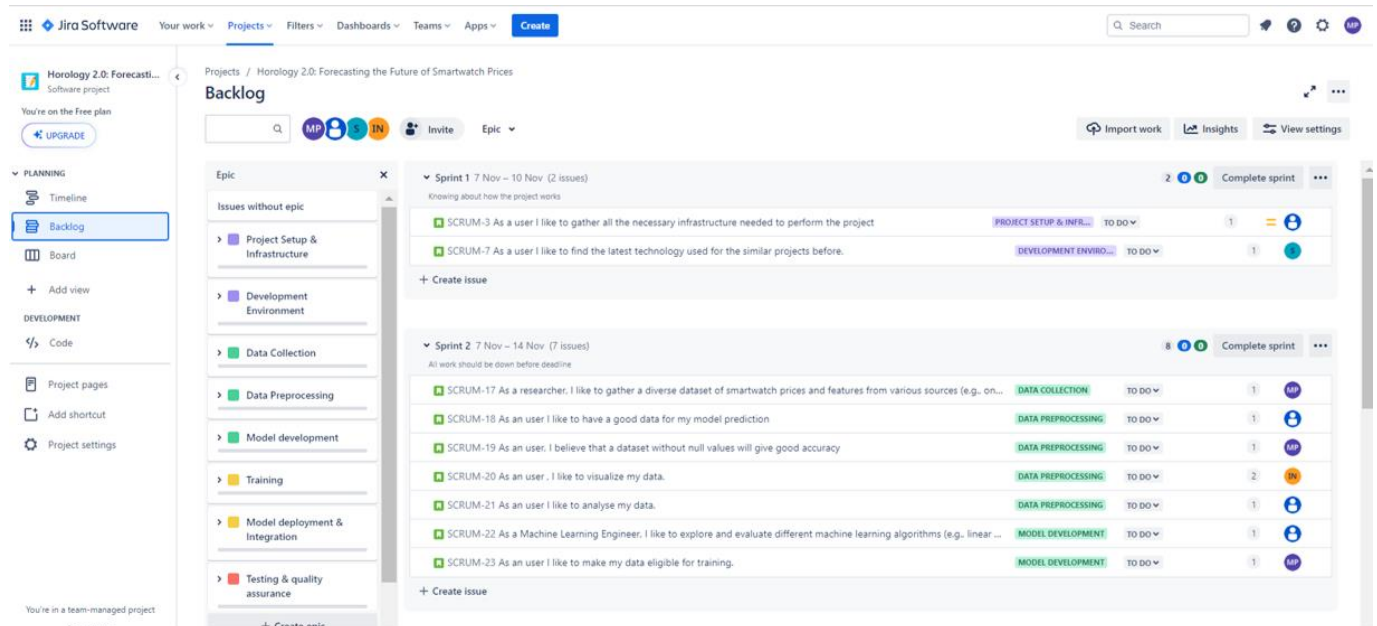 Jira Software Your work Projects Filters Dashboards Teams Apps Create Search MP
Horology 2.0: Forecasti...
Software project
You're on the Free plan
UPGRADE
PLANNING
Timeline
Backlog
Board
Add view
DEVELOPMENT
Code
Project pages
Add shortcut
Project settings
You're in a team-managed project
Projects / Horology 2.0: Forecasting the Future of Smartwatch Prices
Backlog
MP S IN Invite Epic Import work Insights View settings
Epic
Issues without epic
Project Setup &
Infrastructure
Development
Environment
Data Collection
Data Preprocessing
Model development
Training
Model deployment &
Integration
Testing & quality
assurance
+ Create epic
Sprint 1 7 Nov – 10 Nov (2 issues) 2 0 0 Complete sprint
Knowing about how the project works
SCRUM-3 As a user I like to gather all the necessary infrastructure needed to perform the project PROJECT SETUP & INFR... TO DO 1
SCRUM-7 As a user I like to find the latest technology used for the similar projects before. DEVELOPMENT ENVIRO... TO DO 1 S
+ Create issue
Sprint 2 7 Nov – 14 Nov (7 issues) 8 0 0 Complete sprint
All work should be down before deadline
SCRUM-17 As a researcher, I like to gather a diverse dataset of smartwatch prices and features from various sources (e.g., on... DATA COLLECTION TO DO 1 MP
SCRUM-18 As an user I like to have a good data for my model prediction DATA PREPROCESSING TO DO 1
SCRUM-19 As an user, I believe that a dataset without null values will give good accuracy DATA PREPROCESSING TO DO 1 MP
SCRUM-20 As an user , I like to visualize my data. DATA PREPROCESSING TO DO 2 IN
SCRUM-21 As an user I like to analyse my data. DATA PREPROCESSING TO DO 1
SCRUM-22 As a Machine Learning Engineer, I like to explore and evaluate different machine learning algorithms (e.g., linear ... MODEL DEVELOPMENT TO DO 1
SCRUM-23 As an user I like to make my data eligible for training. MODEL DEVELOPMENT TO DO 1 MP
+ Create issue